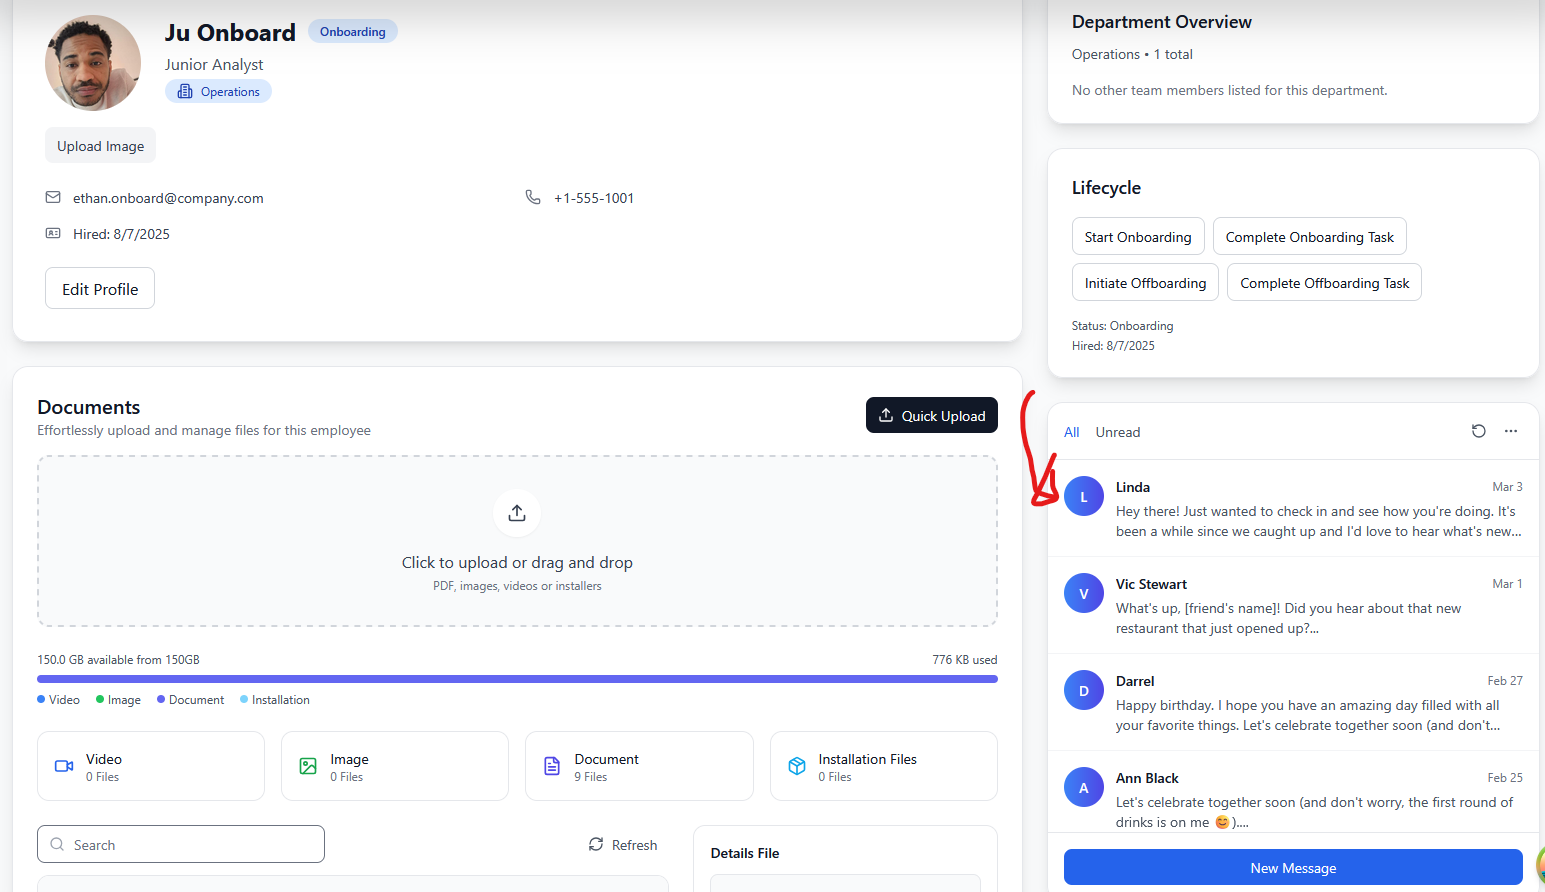 Ju Onboard
Onboarding
Junior Analyst
Operations
Upload Image
ethan.onboard@company.com
+1-555-1001
Hired: 8/7/2025
Edit Profile
Documents
Effortlessly upload and manage files for this employee
Quick Upload
Click to upload or drag and drop
PDF, images, videos or installers
150.0 GB available from 150GB
776 KB used
Video
Image
Document
Installation
Video
0 Files
Image
0 Files
Document
9 Files
Installation Files
0 Files
Search
Refresh
Details File
Department Overview
Operations • 1 total
No other team members listed for this department.
Lifecycle
Start Onboarding
Complete Onboarding Task
Initiate Offboarding
Complete Offboarding Task
Status: Onboarding
Hired: 8/7/2025
All
Unread
L
Linda
Mar 3
Hey there! Just wanted to check in and see how you're doing. It's
been a while since we caught up and I'd love to hear what's new...
V
Vic Stewart
Mar 1
What's up, [friend's name]! Did you hear about that new
restaurant that just opened up?...
D
Darrel
Feb 27
Happy birthday. I hope you have an amazing day filled with all
your favorite things. Let's celebrate together soon (and don't...
A
Ann Black
Feb 25
Let's celebrate together soon (and don't worry, the first round of
drinks is on me 😊)....
New Message